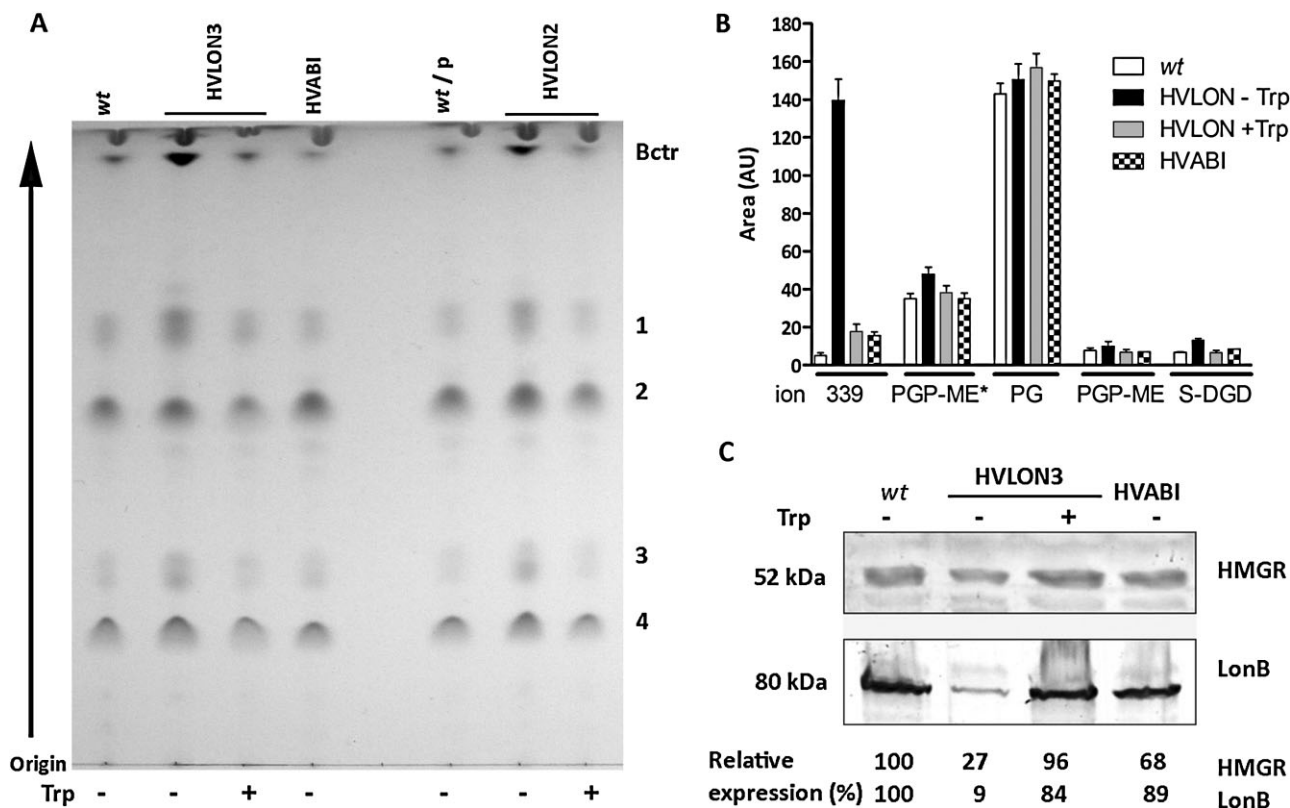 A
wt
HVLON3
HVABI
wt / p
HVLON2
Bctr
1
2
3
4
Origin
Trp - - + - - - +
B
Area (AU)
180
160
140
120
100
80
60
40
20
0
wt
HVLON - Trp
HVLON +Trp
HVABI
ion 339 PGP-ME* PG PGP-ME S-DGD
C
wt HVLON3 HVABI
Trp - - + -
52 kDa HMGR
80 kDa LonB
Relative 100 27 96 68 HMGR
expression (%) 100 9 84 89 LonB